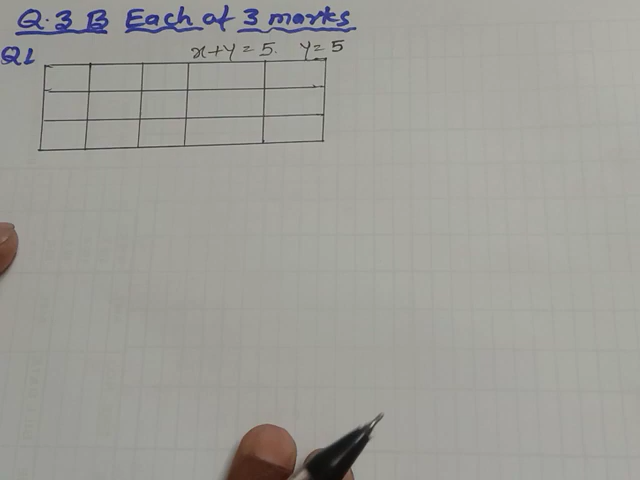 Q.3 B Each of 3 marks
Q1 x+y = 5. y = 5